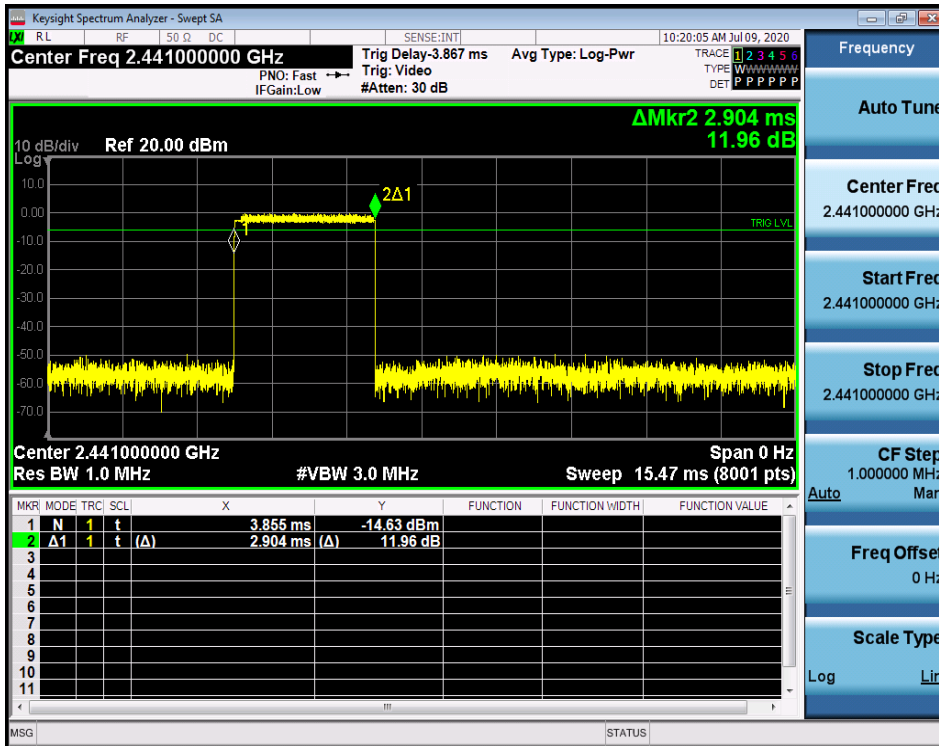 Keysight Spectrum Analyzer - Swept SA
LXI RL RF 50 Ω DC SENSE:INT 10:20:05 AM Jul 09, 2020
Center Freq 2.441000000 GHz
PNO: Fast
IFGain:Low
Trig Delay-3.867 ms
Trig: Video
#Atten: 30 dB
Avg Type: Log-Pwr
TRACE 1 2 3 4 5 6
TYPE WWWWWW
DET P P P P P P
ΔMkr2 2.904 ms
11.96 dB
10 dB/div Ref 20.00 dBm
Log
10.0
0.00
-10.0
-20.0
-30.0
-40.0
-50.0
-60.0
-70.0
2Δ1
1
TRIG LVL
Center 2.441000000 GHz Span 0 Hz
Res BW 1.0 MHz #VBW 3.0 MHz Sweep 15.47 ms (8001 pts)
MKR MODE TRC SCL X Y FUNCTION FUNCTION WIDTH FUNCTION VALUE
1 N 1 t 3.855 ms -14.63 dBm
2 Δ1 1 t (Δ) 2.904 ms (Δ) 11.96 dB
3
4
5
6
7
8
9
10
11
MSG STATUS
Frequency
Auto Tune
Center Freq
2.441000000 GHz
Start Freq
2.441000000 GHz
Stop Freq
2.441000000 GHz
CF Step
1.000000 MHz
Auto Man
Freq Offset
0 Hz
Scale Type
Log Lin